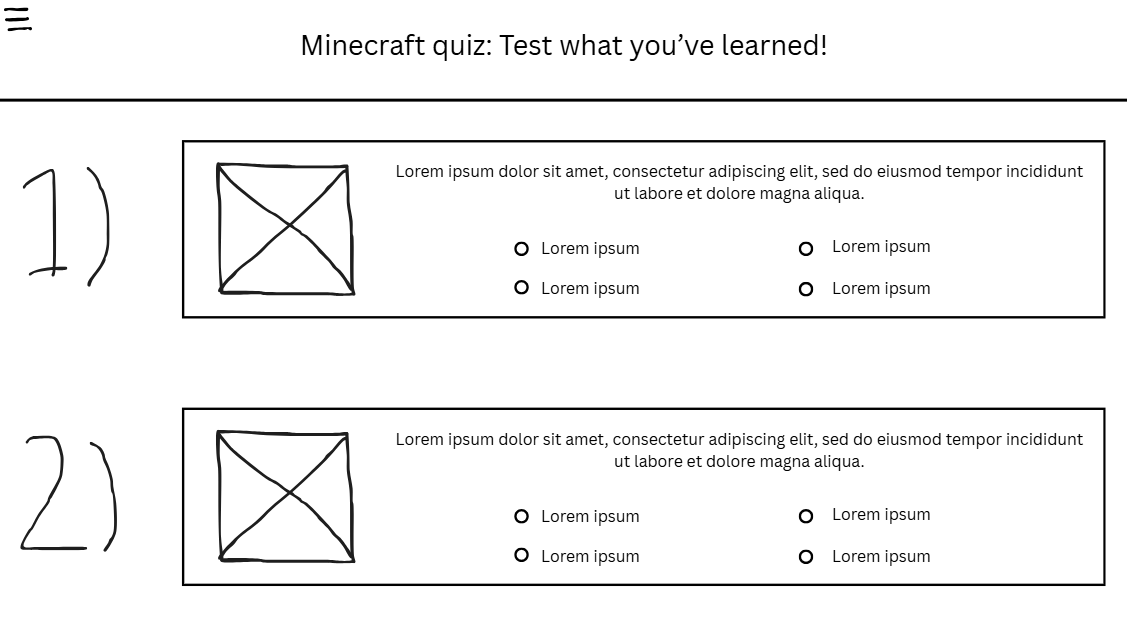 Minecraft quiz: Test what you’ve learned!
1)
Lorem ipsum dolor sit amet, consectetur adipiscing elit, sed do eiusmod tempor incididunt
ut labore et dolore magna aliqua.
Lorem ipsum
Lorem ipsum
Lorem ipsum
Lorem ipsum
2)
Lorem ipsum dolor sit amet, consectetur adipiscing elit, sed do eiusmod tempor incididunt
ut labore et dolore magna aliqua.
Lorem ipsum
Lorem ipsum
Lorem ipsum
Lorem ipsum